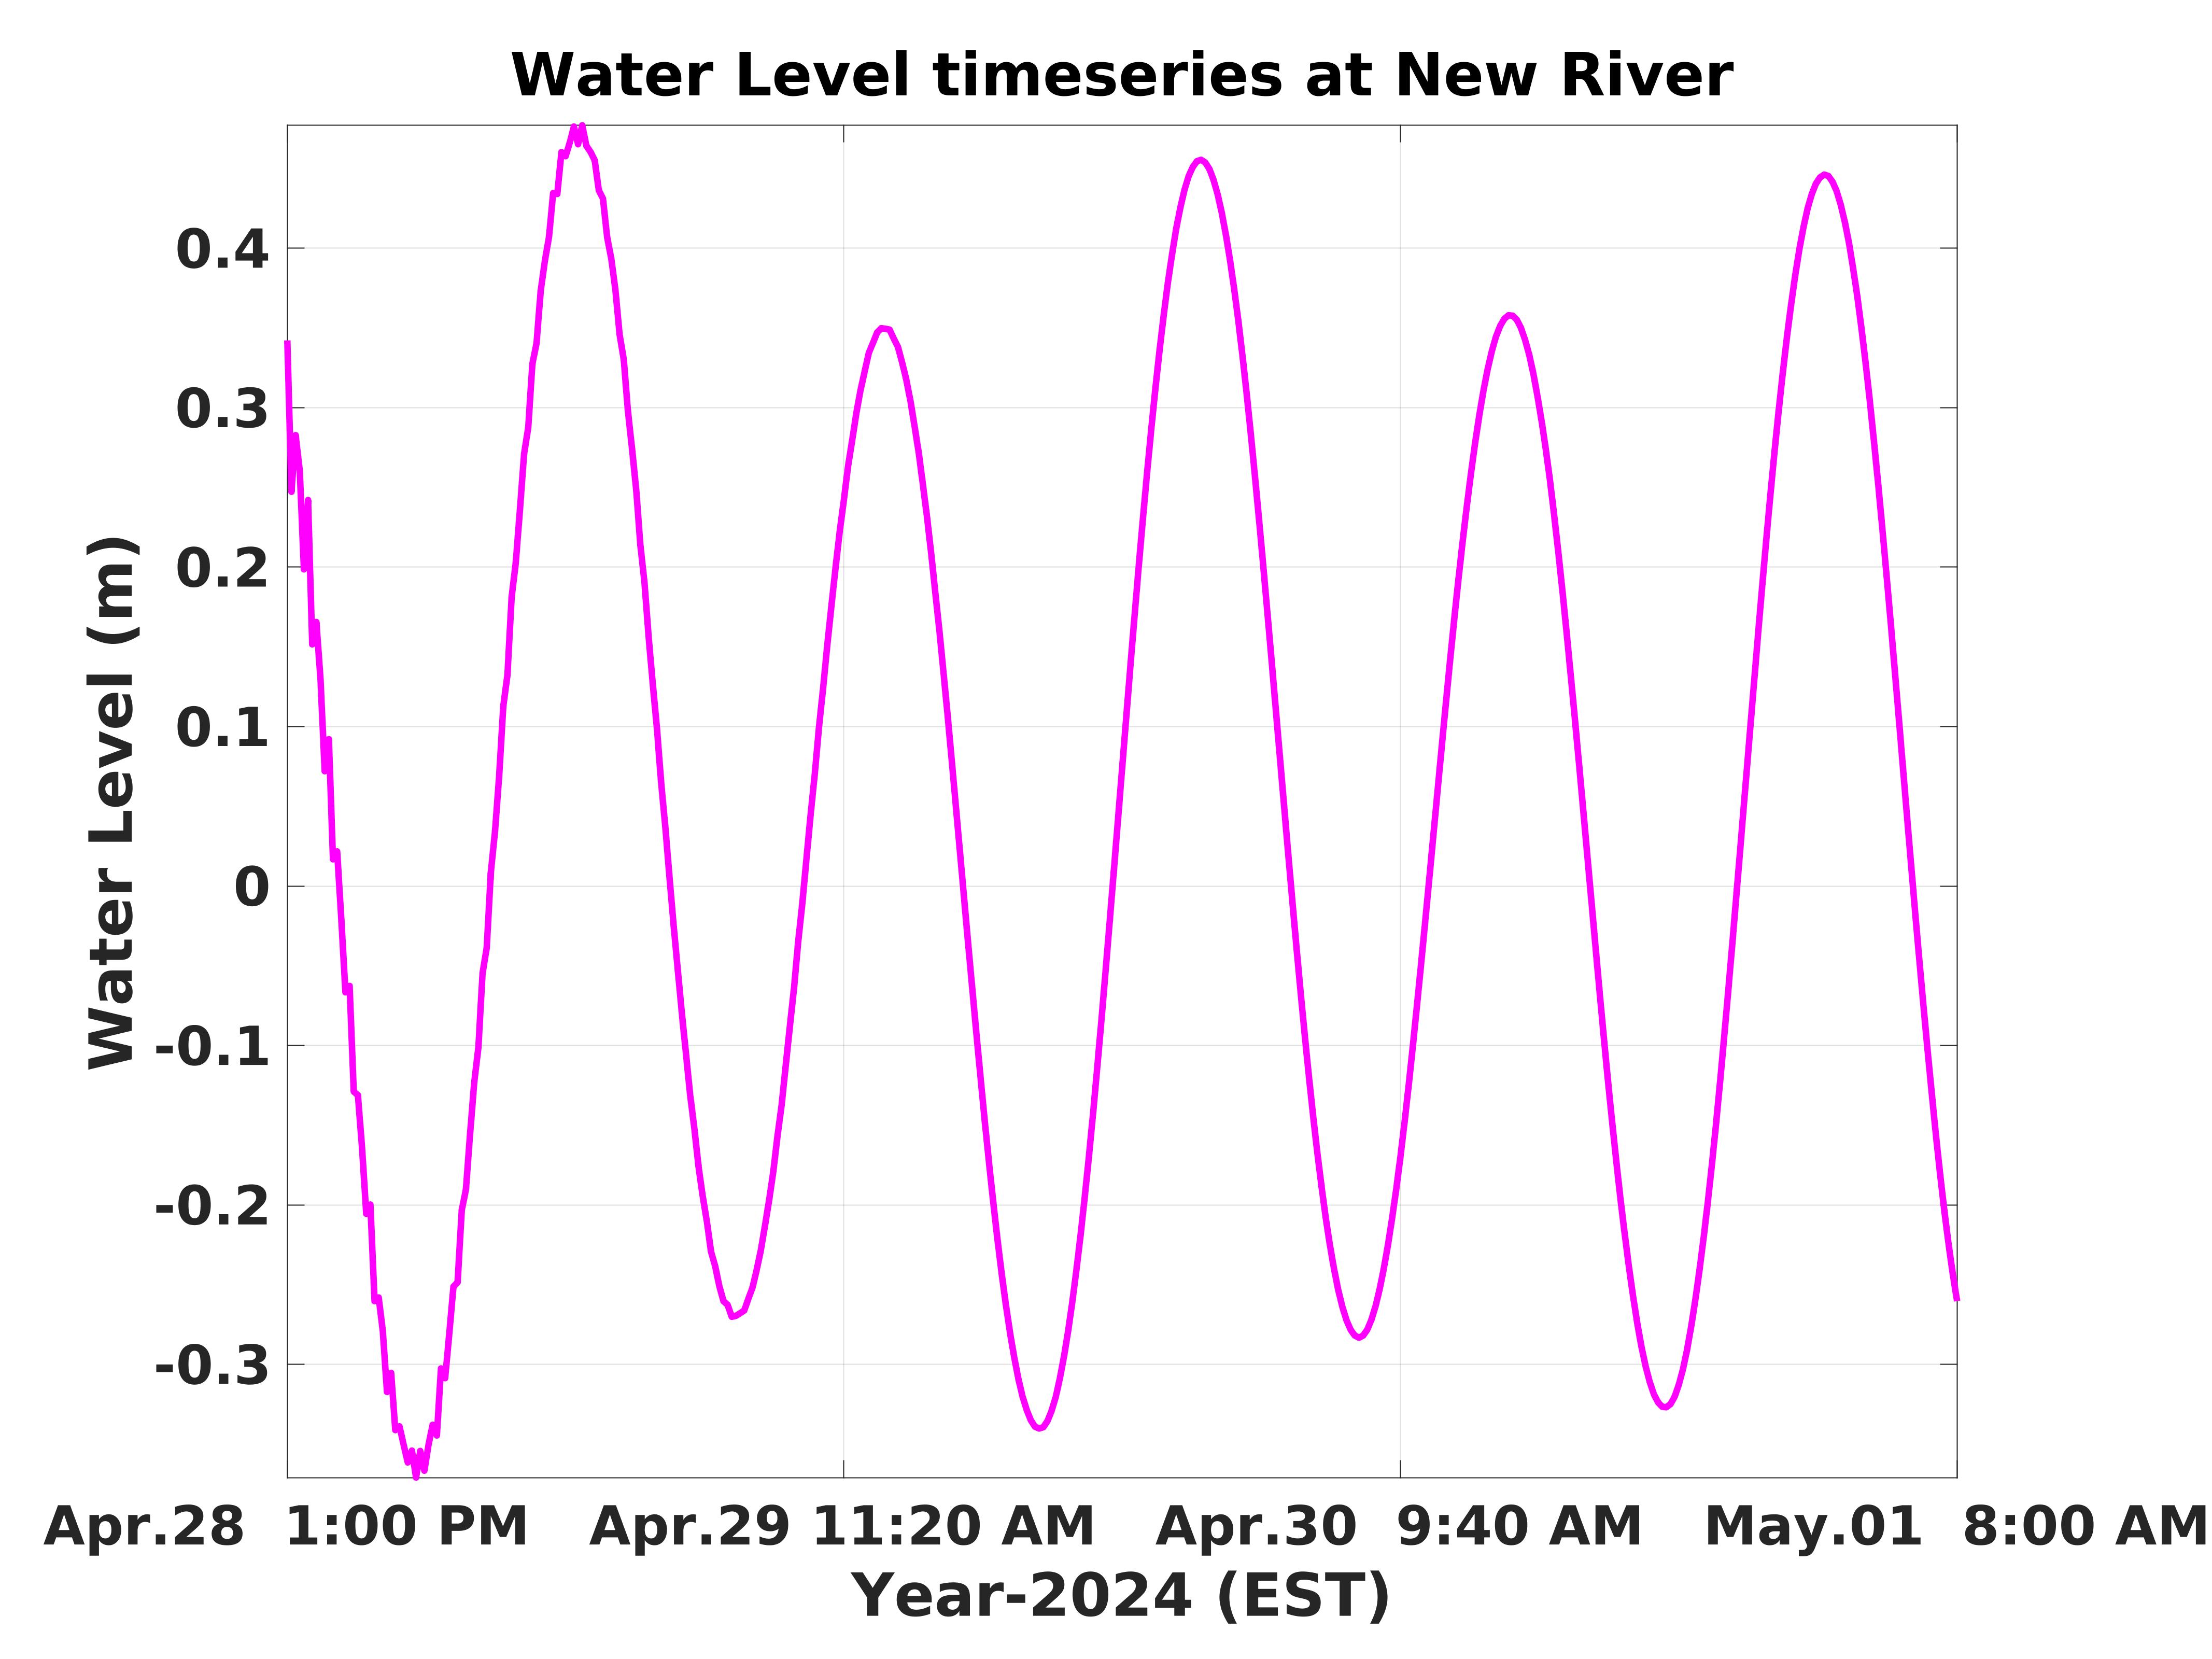 Water Level timeseries at New River
Water Level (m)
0.4
0.3
0.2
0.1
0
-0.1
-0.2
-0.3
Apr.28 1:00 PM Apr.29 11:20 AM Apr.30 9:40 AM May.01 8:00 AM
Year-2024 (EST)